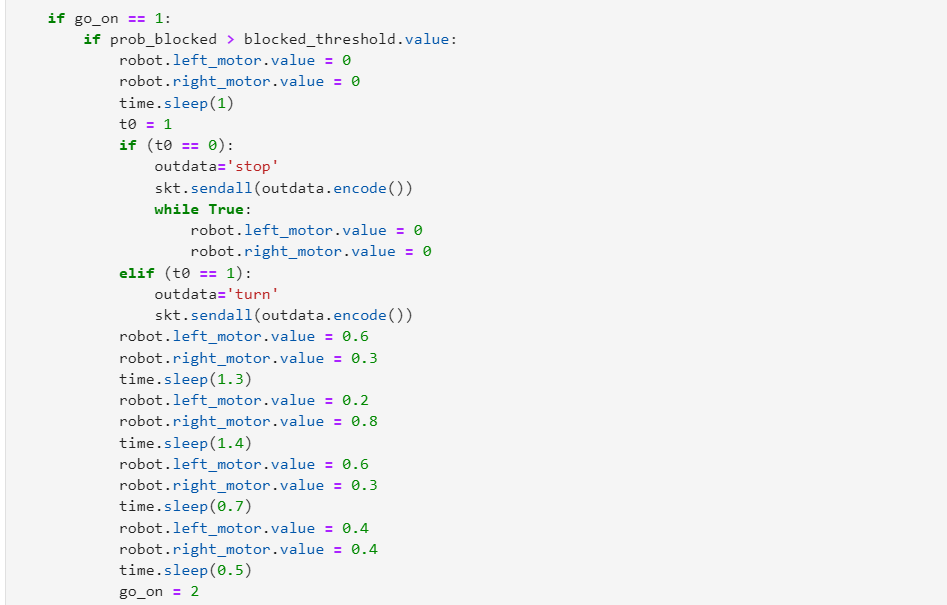 if go_on == 1:
    if prob_blocked > blocked_threshold.value:
        robot.left_motor.value = 0
        robot.right_motor.value = 0
        time.sleep(1)
        t0 = 1
        if (t0 == 0):
            outdata='stop'
            skt.sendall(outdata.encode())
            while True:
                robot.left_motor.value = 0
                robot.right_motor.value = 0
        elif (t0 == 1):
            outdata='turn'
            skt.sendall(outdata.encode())
        robot.left_motor.value = 0.6
        robot.right_motor.value = 0.3
        time.sleep(1.3)
        robot.left_motor.value = 0.2
        robot.right_motor.value = 0.8
        time.sleep(1.4)
        robot.left_motor.value = 0.6
        robot.right_motor.value = 0.3
        time.sleep(0.7)
        robot.left_motor.value = 0.4
        robot.right_motor.value = 0.4
        time.sleep(0.5)
        go_on = 2